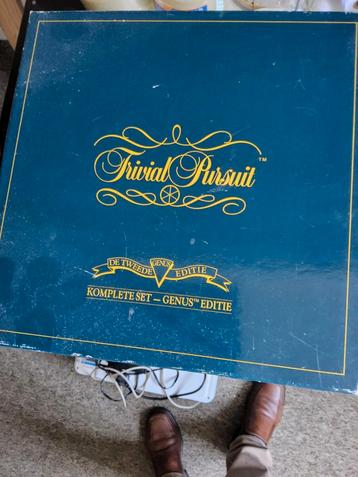 Trivial Pursuit™
DE TWEEDE GENUS EDITIE
KOMPLETE SET — GENUS™ EDITIE